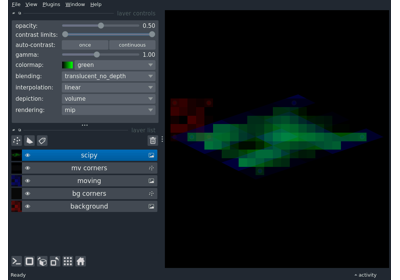 File View Plugins Window Help
layer controls
opacity: 0.50
contrast limits:
auto-contrast: once continuous
gamma: 1.00
colormap: green
blending: translucent_no_depth
interpolation: linear
depiction: volume
rendering: mip
layer list
scipy
mv corners
moving
bg corners
background
Ready activity